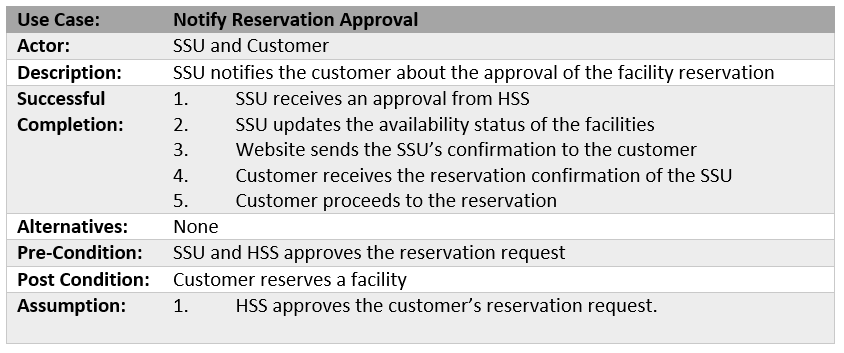 Use Case: Notify Reservation Approval
Actor: SSU and Customer
Description: SSU notifies the customer about the approval of the facility reservation
Successful 1. SSU receives an approval from HSS
Completion: 2. SSU updates the availability status of the facilities
3. Website sends the SSU’s confirmation to the customer
4. Customer receives the reservation confirmation of the SSU
5. Customer proceeds to the reservation
Alternatives: None
Pre-Condition: SSU and HSS approves the reservation request
Post Condition: Customer reserves a facility
Assumption: 1. HSS approves the customer’s reservation request.